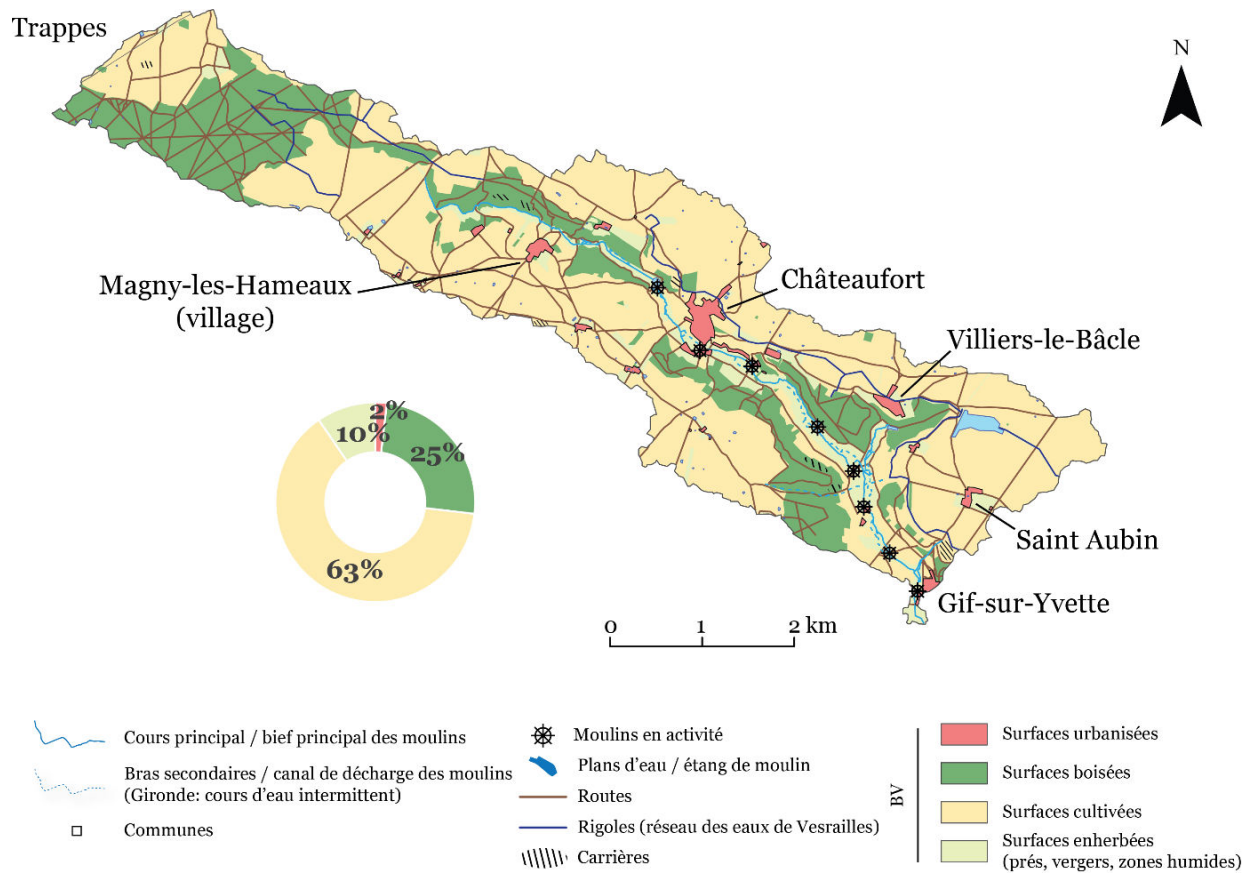 Trappes
N
Magny-les-Hameaux
(village)
Châteaufort
Villiers-le-Bâcle
2%
10%
25%
63%
Saint Aubin
Gif-sur-Yvette
0 1 2 km
Cours principal / bief principal des moulins
Bras secondaires / canal de décharge des moulins
(Gironde: cours d'eau intermittent)
Communes
Moulins en activité
Plans d'eau / étang de moulin
Routes
Rigoles (réseau des eaux de Vesrailles)
Carrières
BV
Surfaces urbanisées
Surfaces boisées
Surfaces cultivées
Surfaces enherbées
(prés, vergers, zones humides)